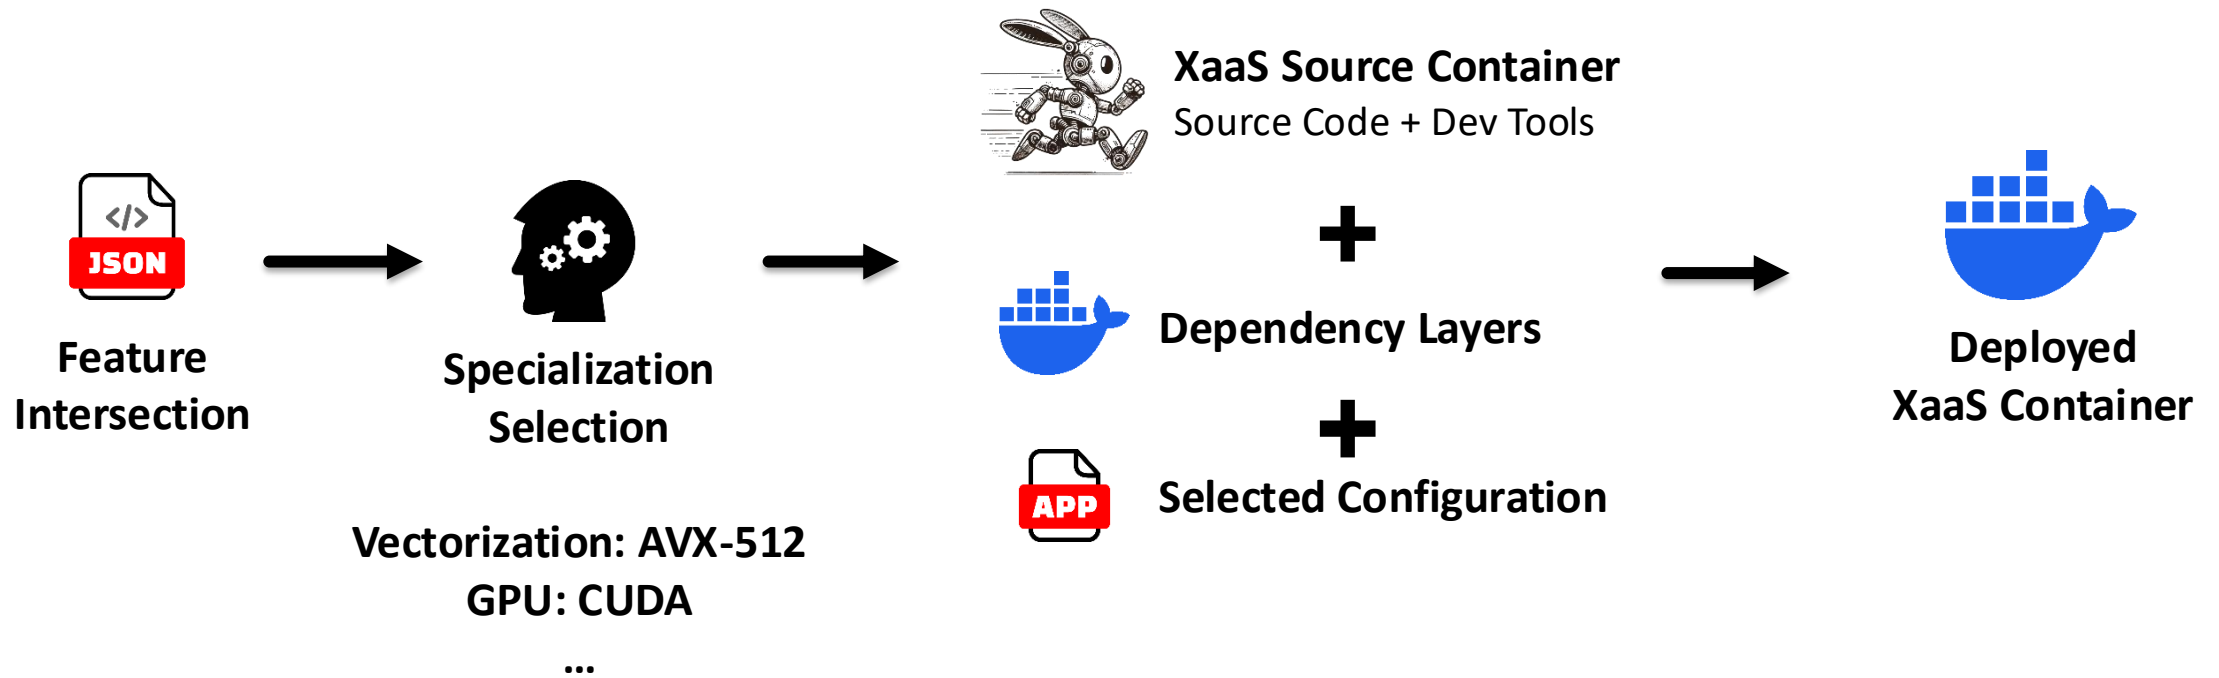 </>
JSON
Feature
Intersection
Specialization
Selection
Vectorization: AVX-512
GPU: CUDA
...
XaaS Source Container
Source Code + Dev Tools
+
Dependency Layers
+
APP
Selected Configuration
Deployed
XaaS Container